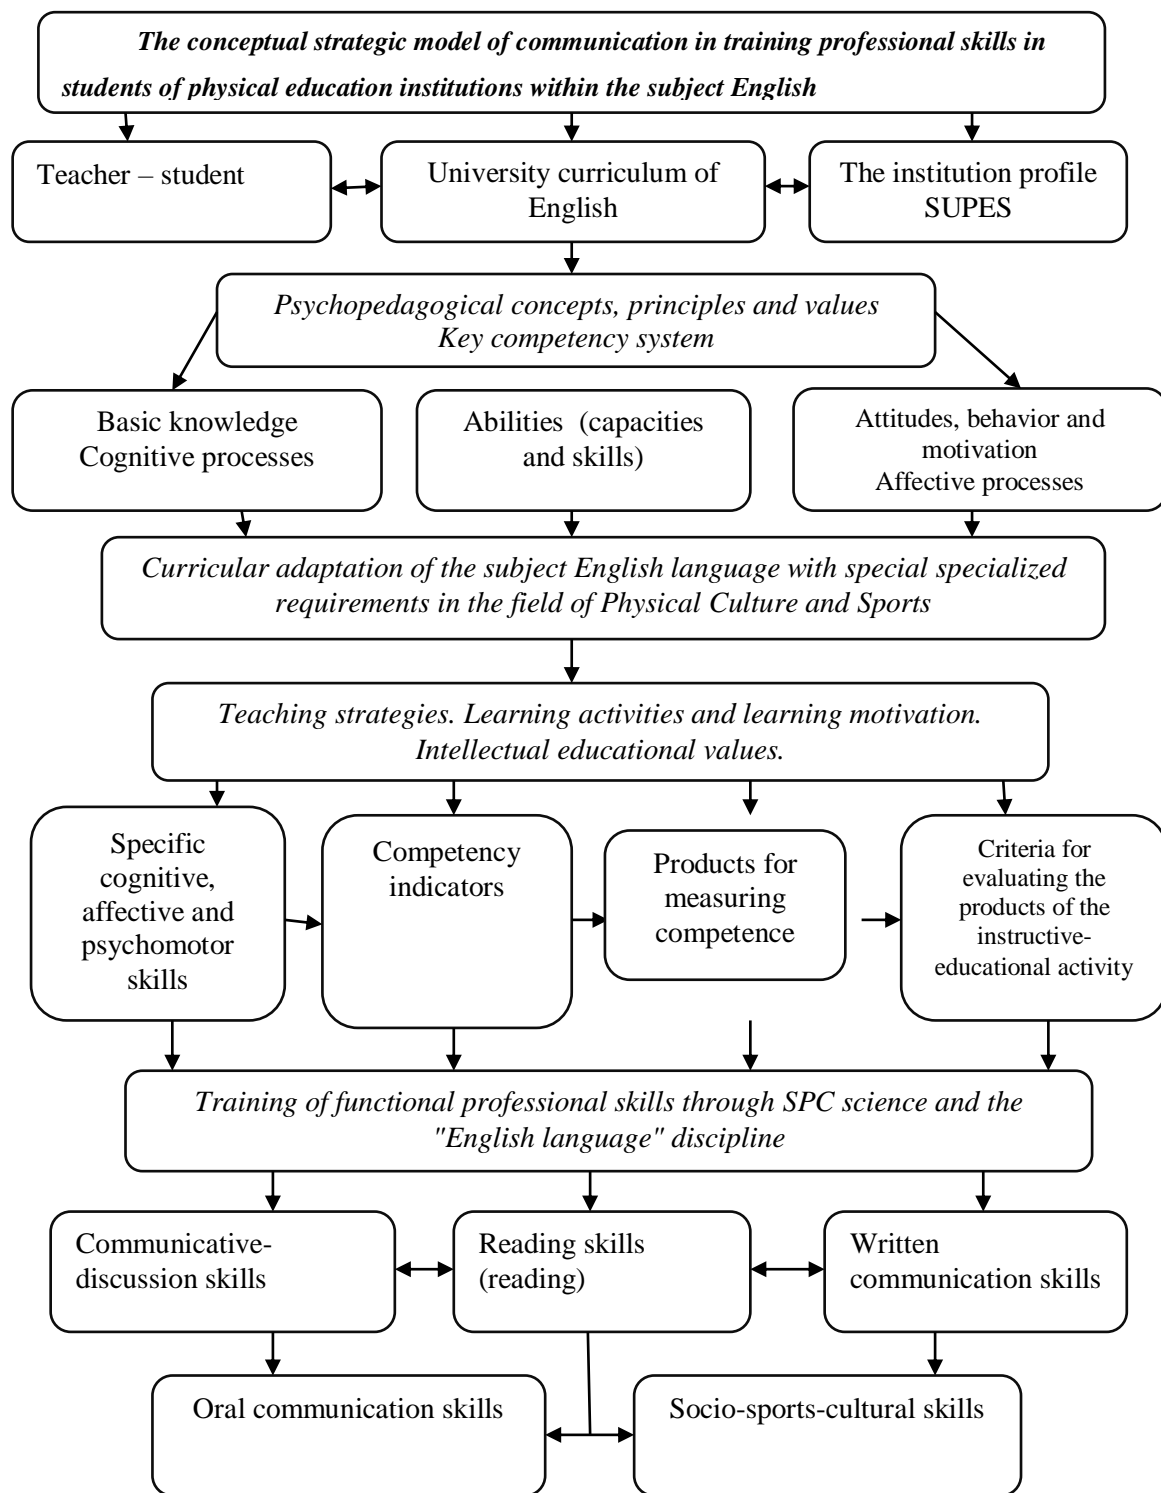 The conceptual strategic model of communication in training professional skills in
students of physical education institutions within the subject English
Teacher – student
University curriculum of
English
The institution profile
SUPES
Psychopedagogical concepts, principles and values
Key competency system
Basic knowledge
Cognitive processes
Abilities (capacities
and skills)
Attitudes, behavior and
motivation
Affective processes
Curricular adaptation of the subject English language with special specialized
requirements in the field of Physical Culture and Sports
Teaching strategies. Learning activities and learning motivation.
Intellectual educational values.
Specific
cognitive,
affective and
psychomotor
skills
Competency
indicators
Products for
measuring
competence
Criteria for
evaluating the
products of the
instructive-
educational activity
Training of functional professional skills through SPC science and the
"English language" discipline
Communicative-
discussion skills
Reading skills
(reading)
Written
communication skills
Oral communication skills
Socio-sports-cultural skills